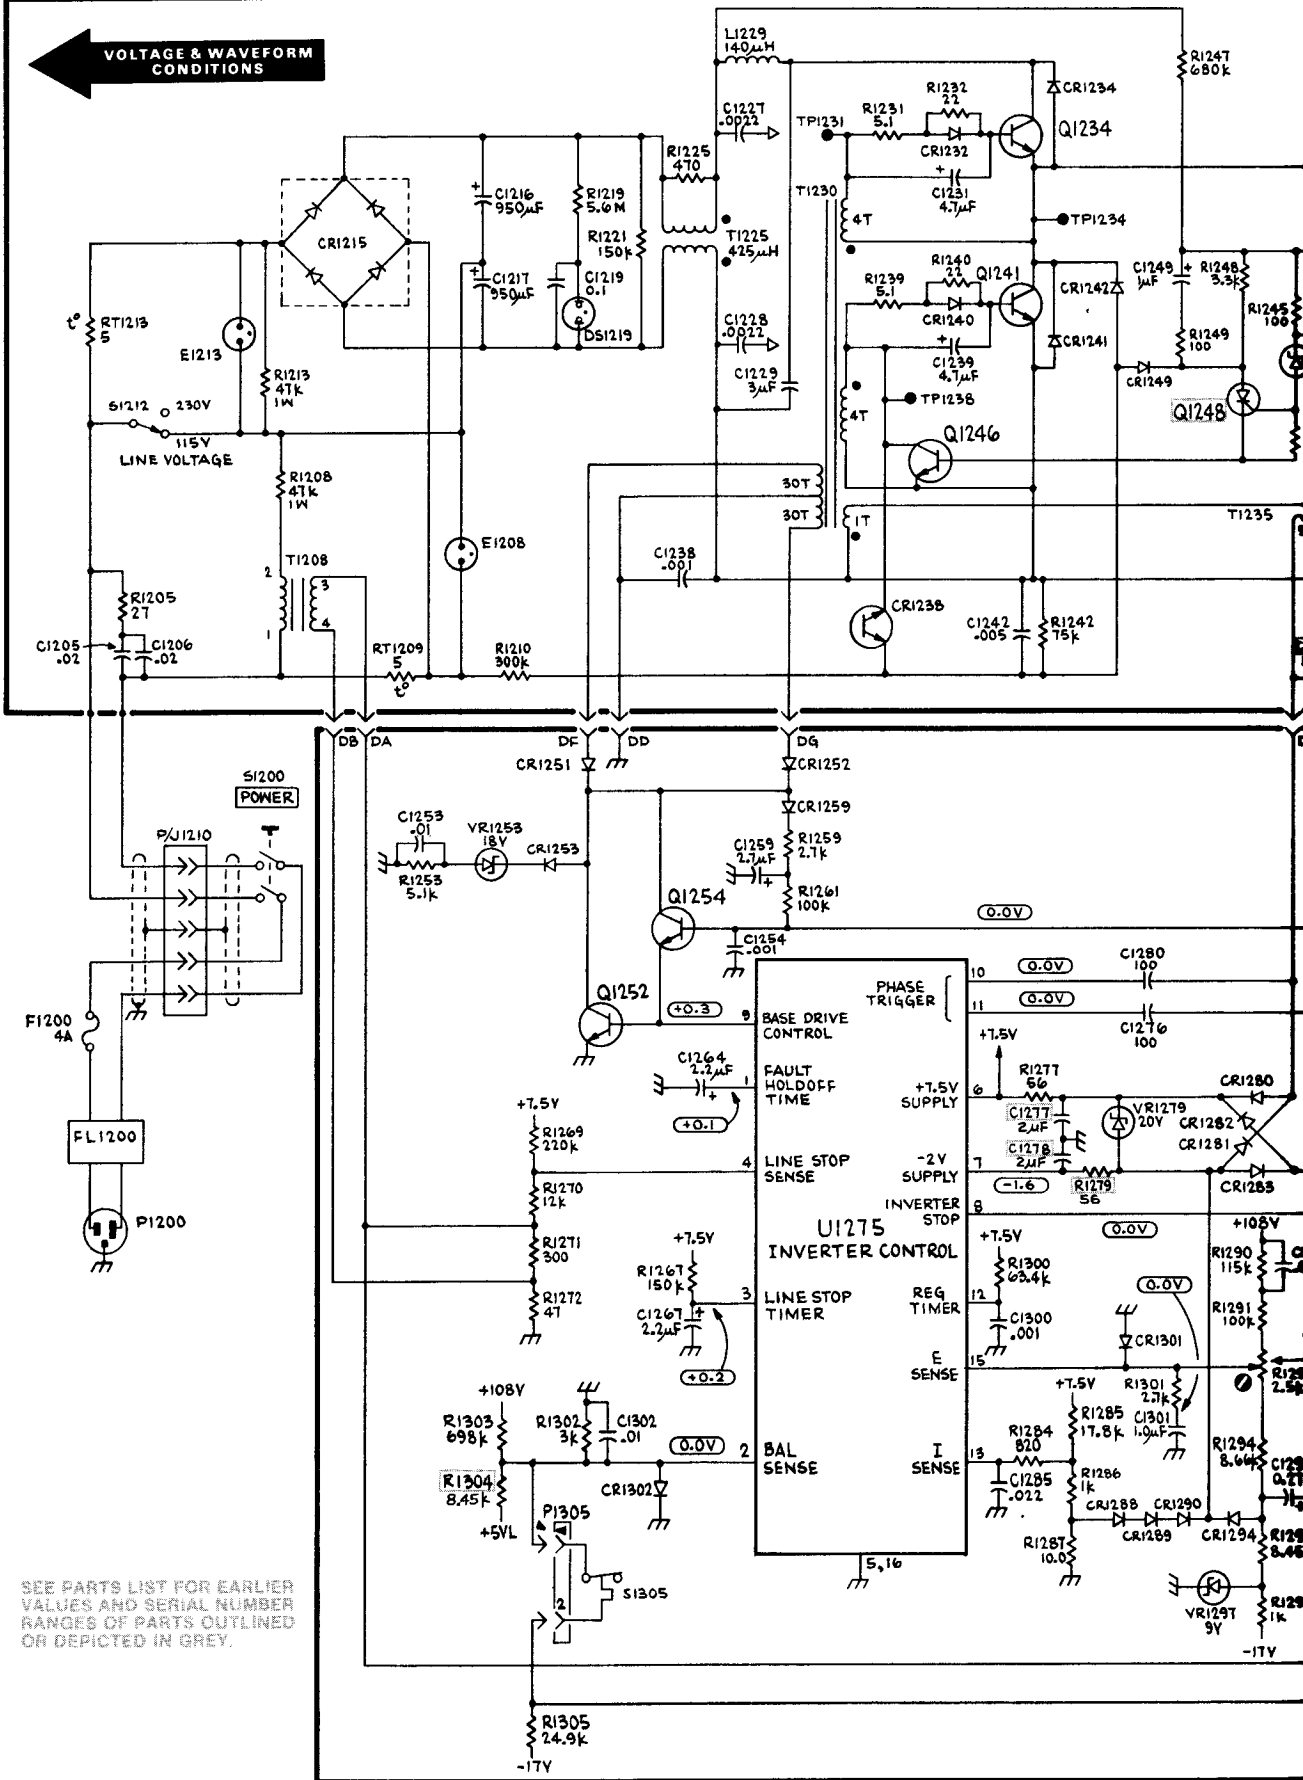 VOLTAGE & WAVEFORM
CONDITIONS
L1229
140µH
R1247
680k
CR1234
C1227
.0022
TP1231
R1231
5.1
R1232
22
CR1232
Q1234
R1225
470
C1216
950µF
R1219
5.6M
T1230
C1231
4.7µF
4T
TP1234
CR1215
R1221
150k
T1225
425µH
C1217
950µF
C1219
0.1
R1239
5.1
R1240
22
Q1241
CR1242
C1249
1µF
R1248
3.3k
R1245
100
t°
RT1213
5
E1213
DS1219
C1228
.0022
CR1240
C1239
4.7µF
CR1241
R1249
100
R1213
47k
1W
C1229
3µF
CR1249
S1212
230V
115V
LINE VOLTAGE
4T
TP1238
Q1248
Q1246
R1208
47k
1W
30T
30T
1T
T1235
E1208
T1208
2
3
1
4
C1238
.001
R1205
27
CR1238
C1242
.005
R1242
75k
C1205
.02
C1206
.02
RT1209
5
t°
R1210
300k
DB
DA
DF
DD
DG
CR1251
CR1252
S1200
POWER
CR1259
C1253
.01
VR1253
18V
CR1253
R1259
2.7k
P/J1210
C1259
2.7µF
R1253
5.1k
Q1254
R1261
100k
0.0V
C1254
.001
C1280
100
PHASE
TRIGGER
10
0.0V
11
0.0V
Q1252
+0.3
9
BASE DRIVE
CONTROL
C1276
100
F1200
4A
+7.5V
C1264
2.2µF
1
FAULT
HOLDOFF
TIME
R1277
56
CR1280
+7.5V
SUPPLY
6
C1277
2µF
VR1279
20V
CR1282
CR1281
+7.5V
+0.1
FL1200
R1269
220k
C1278
2µF
4
LINE STOP
SENSE
-2V
SUPPLY
7
-1.6
R1279
56
CR1283
R1270
12k
INVERTER
STOP
8
0.0V
P1200
U1275
INVERTER CONTROL
+108V
R1271
300
+7.5V
+7.5V
R1290
115k
R1267
150k
R1300
63.4k
0.0V
R1272
47
3
LINE STOP
TIMER
REG
TIMER
12
R1291
100k
C1267
2.2µF
C1300
.001
CR1301
E
SENSE
15
+0.2
R1301
2.7k
2.5k
+108V
+7.5V
R1303
698k
R1302
3k
C1302
.01
C1301
1.0µF
R1284
820
R1285
17.8k
R1294
8.66k
0.0V
2
BAL
SENSE
I
SENSE
13
R1304
8.45k
CR1302
C1285
.022
R1286
1k
CR1288
CR1290
+5VL
P1305
CR1289
CR1294
R1287
10.0
5,16
S1305
2
VR1297
9V
1k
-17V
SEE PARTS LIST FOR EARLIER
VALUES AND SERIAL NUMBER
RANGES OF PARTS OUTLINED
OR DEPICTED IN GREY.
R1305
24.9k
-17V